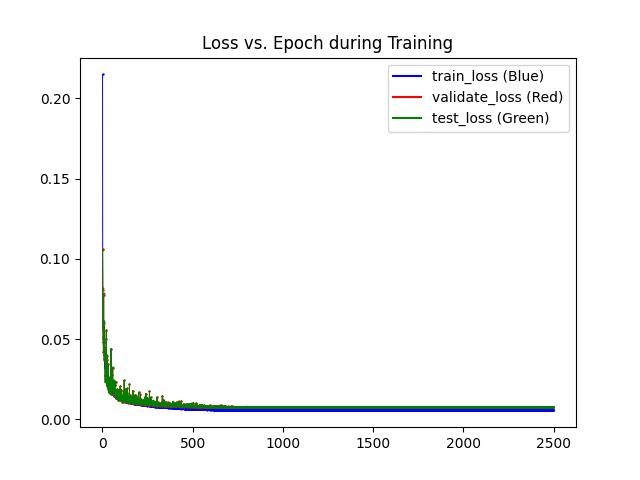 Loss vs. Epoch during Training
train_loss (Blue)
validate_loss (Red)
test_loss (Green)
0.20
0.15
0.10
0.05
0.00
0 500 1000 1500 2000 2500